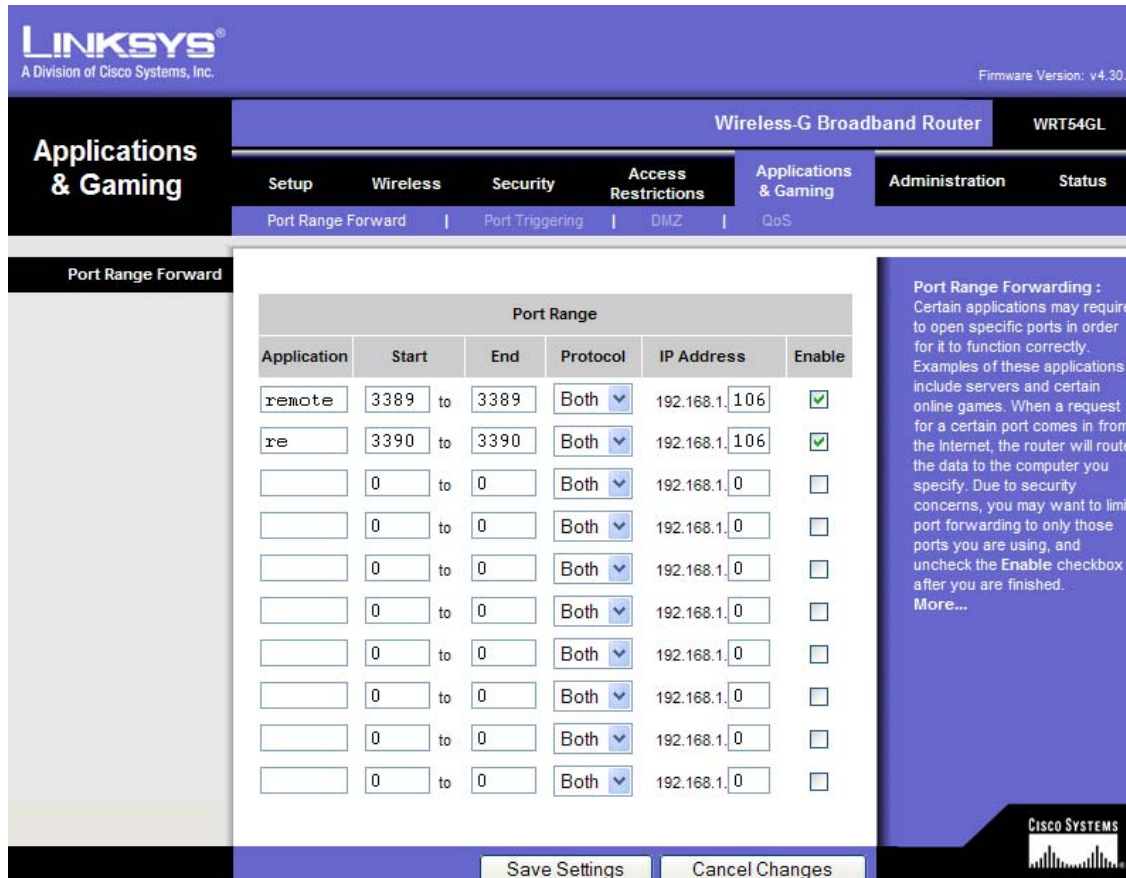 LINKSYS®
A Division of Cisco Systems, Inc.
Firmware Version: v4.30.
Wireless-G Broadband Router WRT54GL
Applications
& Gaming
Setup Wireless Security Access Restrictions Applications & Gaming Administration Status
Port Range Forward | Port Triggering | DMZ | QoS
Port Range Forward
Port Range
Application Start End Protocol IP Address Enable
remote 3389 to 3389 Both 192.168.1. 106
re 3390 to 3390 Both 192.168.1. 106
0 to 0 Both 192.168.1. 0
0 to 0 Both 192.168.1. 0
0 to 0 Both 192.168.1. 0
0 to 0 Both 192.168.1. 0
0 to 0 Both 192.168.1. 0
0 to 0 Both 192.168.1. 0
0 to 0 Both 192.168.1. 0
0 to 0 Both 192.168.1. 0
Port Range Forwarding :
Certain applications may require
to open specific ports in order
for it to function correctly.
Examples of these applications
include servers and certain
online games. When a request
for a certain port comes in from
the Internet, the router will route
the data to the computer you
specify. Due to security
concerns, you may want to limi
port forwarding to only those
ports you are using, and
uncheck the Enable checkbox
after you are finished.
More...
Save Settings Cancel Changes
CISCO SYSTEMS